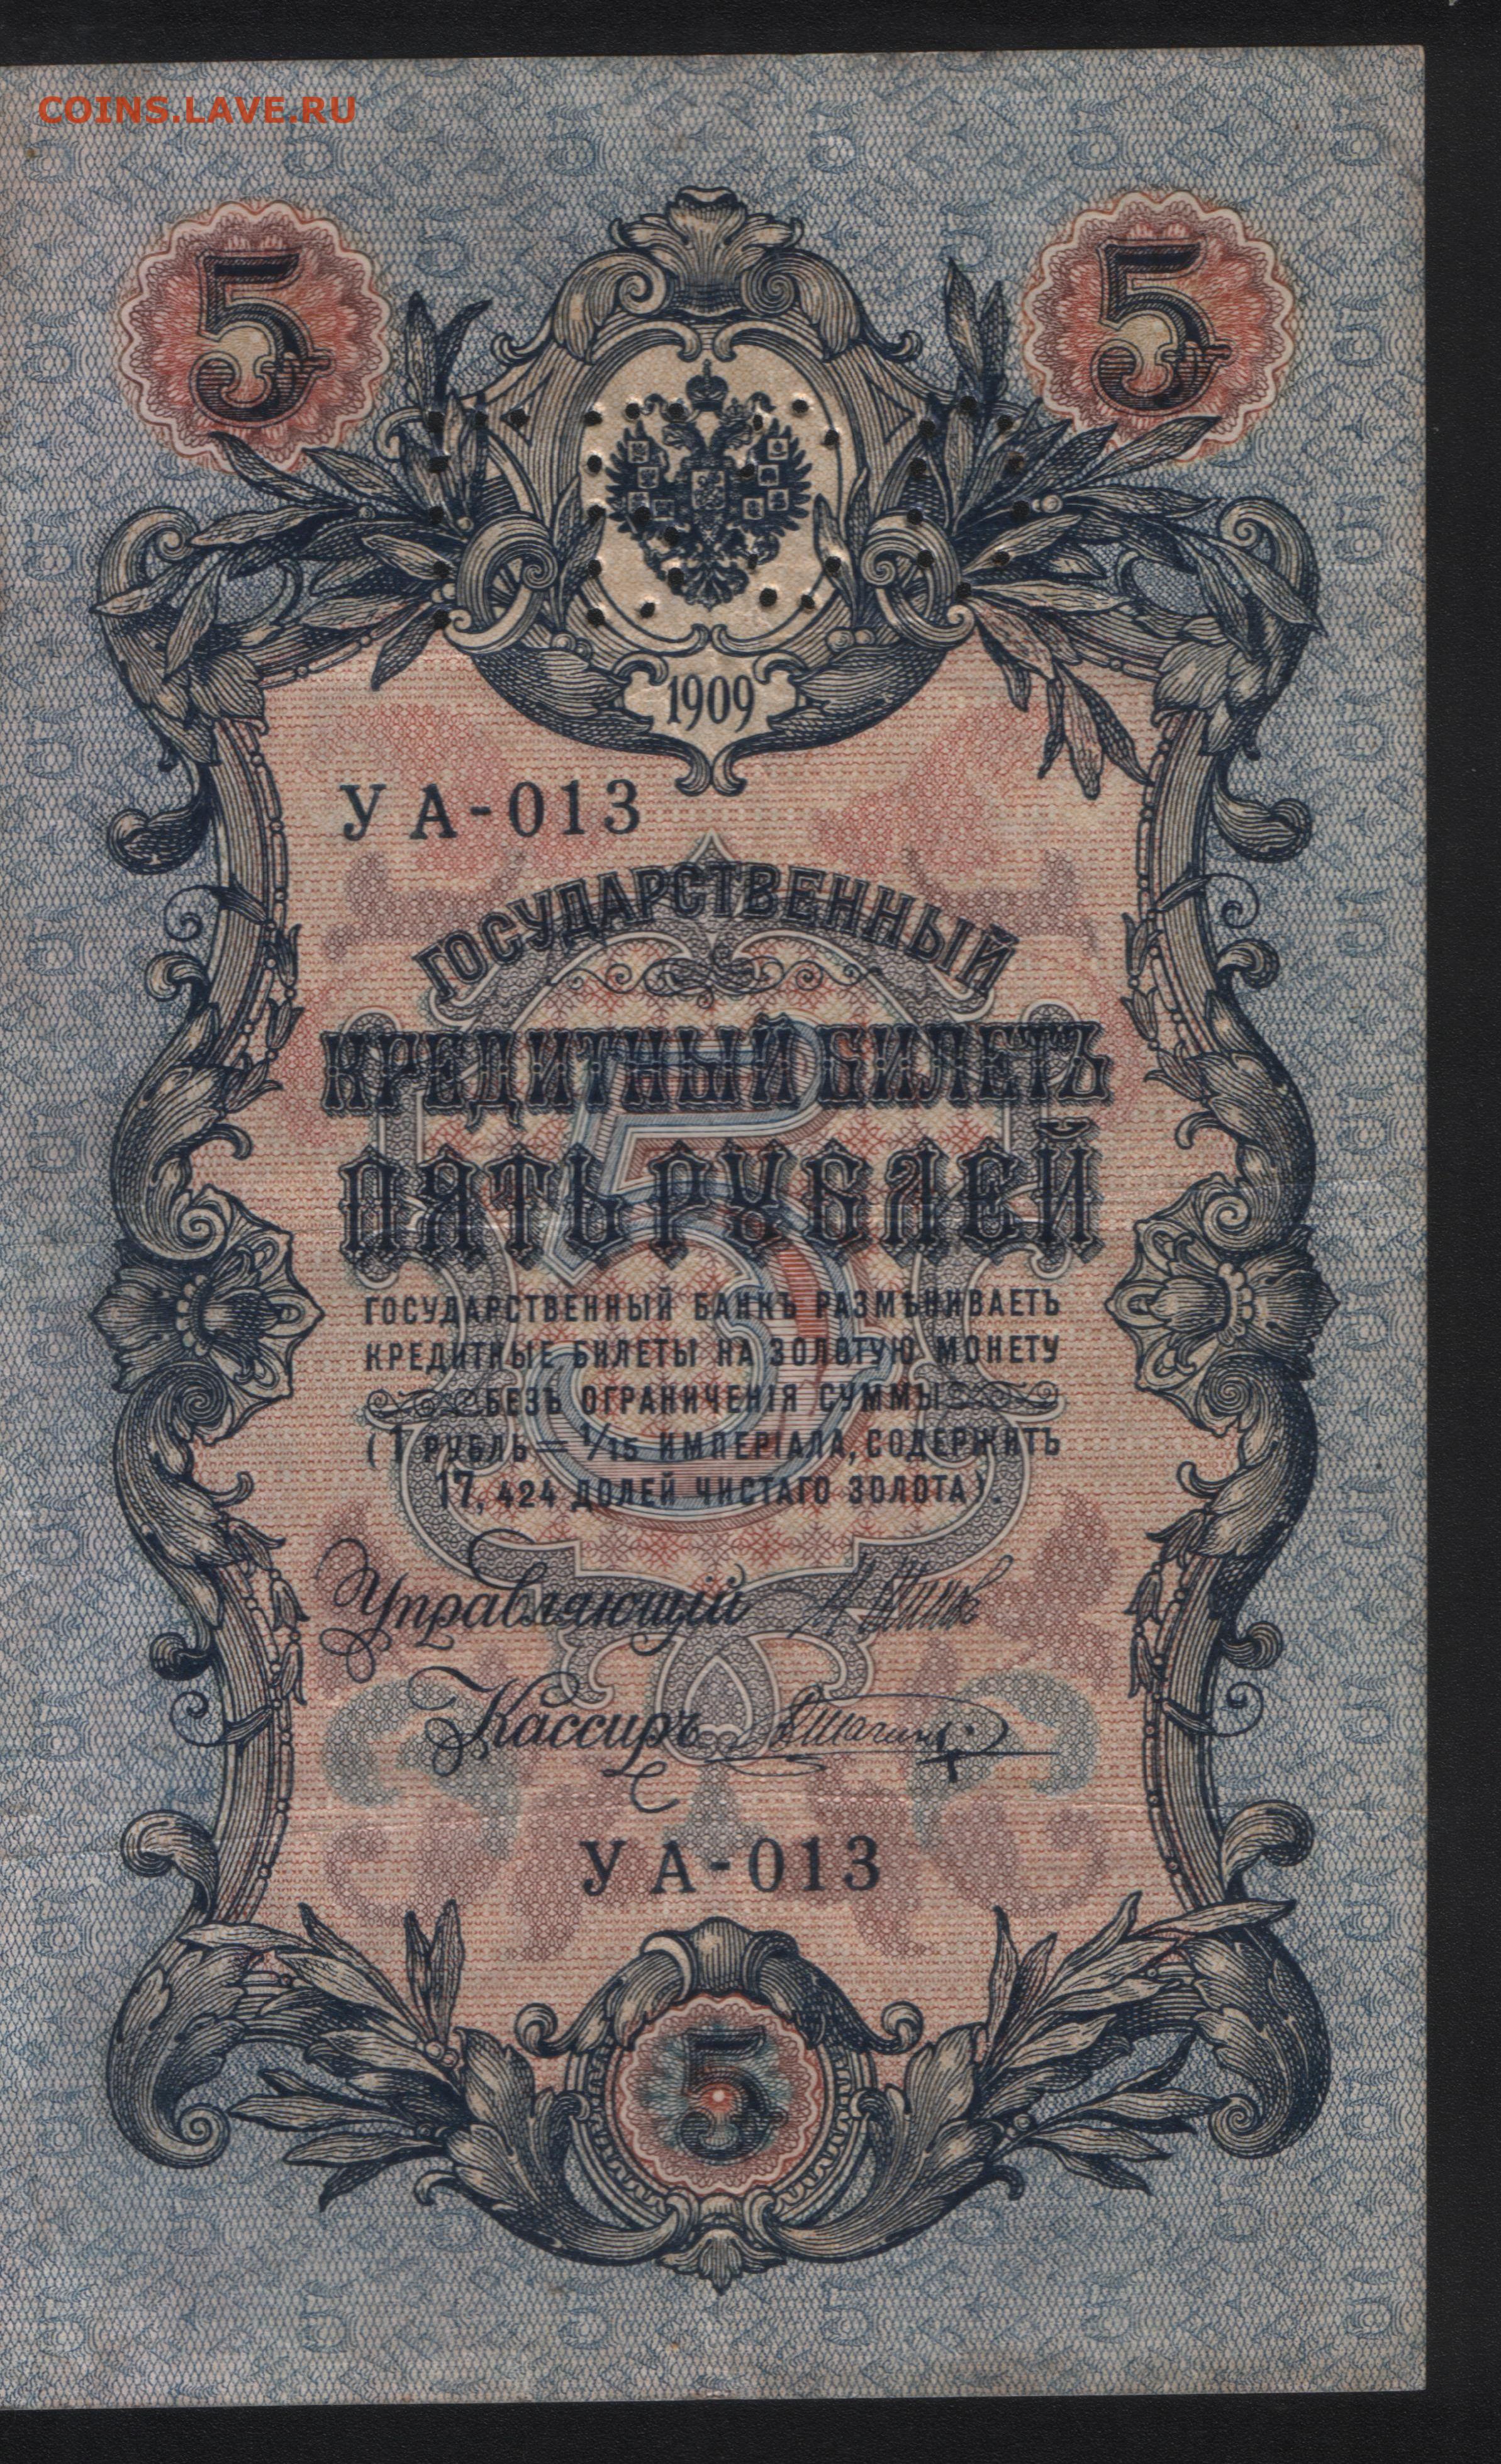 COINS.LAVE.RU
5 5
1909
УА-013
ГОСУДАРСТВЕННЫЙ
КРЕДИТНЫЙ БИЛЕТЪ
ПЯТЬ РУБЛЕЙ
ГОСУДАРСТВЕННЫЙ БАНКЪ РАЗМѢНИВАЕТЪ
КРЕДИТНЫЕ БИЛЕТЫ НА ЗОЛОТУЮ МОНЕТУ
БЕЗЪ ОГРАНИЧЕНІЯ СУММЫ
(1 РУБЛЬ = 1/15 ИМПЕРІАЛА, СОДЕРЖИТЪ
17,424 ДОЛЕЙ ЧИСТАГО ЗОЛОТА).
Управляющій
Кассиръ
УА-013
5